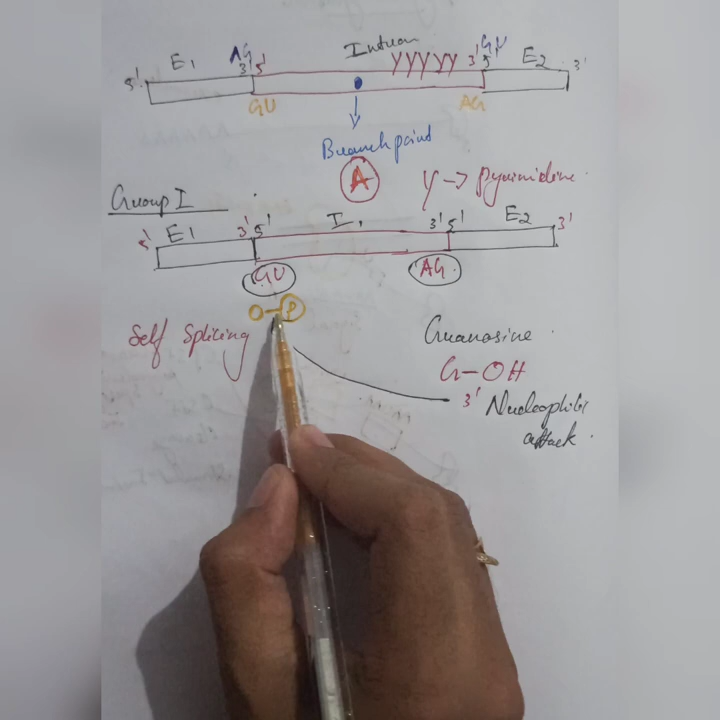 Intron
E1 AG YYYYY GU E2
5' 3' 5' 3' 5' 3'
GU AG
Branch point
A Y → pyrimidine
Group I
5' E1 3' 5' I1 3' 5' E2 3'
GU AG
O-P
Self Splicing Guanosine
G-OH
3' Nucleophilic
attack